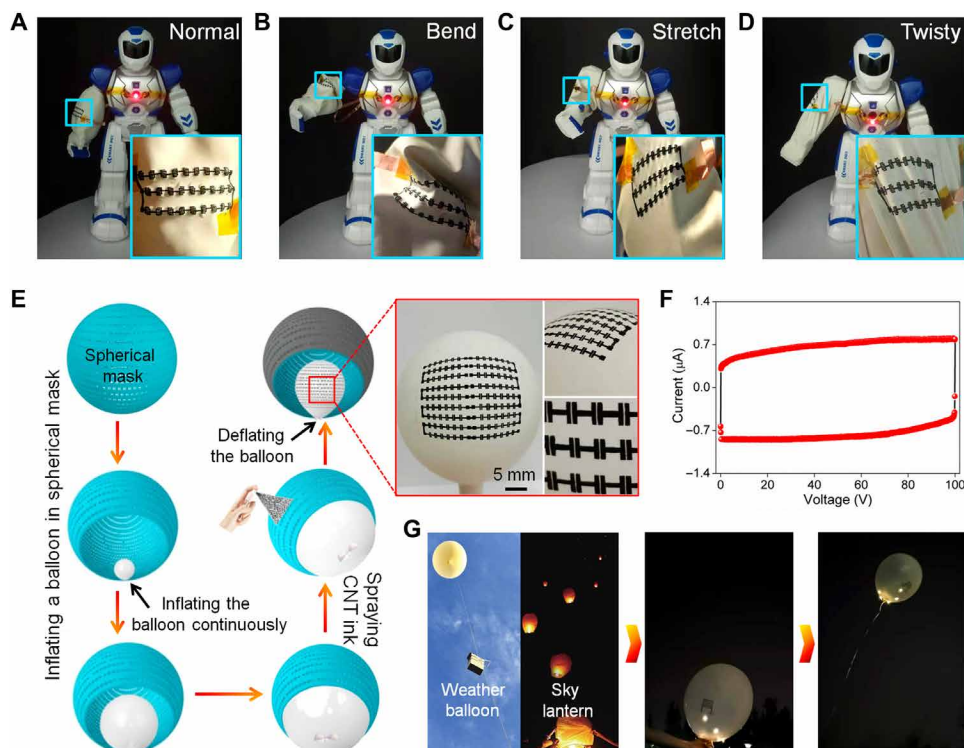 A
Normal
B
Bend
C
Stretch
D
Twisty
E
Spherical
mask
Inflating a balloon in spherical mask
Inflating the
balloon continuously
Spraying
CNT ink
Deflating
the balloon
5 mm
F
Current (μA)
1.4
0.7
0.0
−0.7
−1.4
0
20
40
60
80
100
Voltage (V)
G
Weather
balloon
Sky
lantern